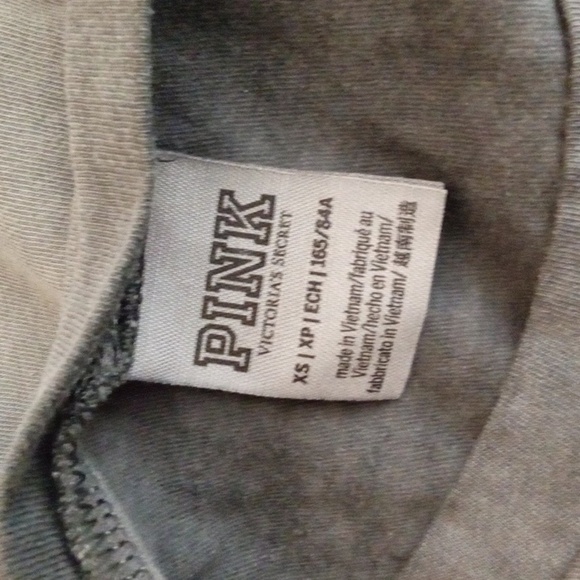 PINK
VICTORIA'S SECRET
XS | XP | ECH | 165/84A
made in Vietnam/fabriqué au
Vietnam/hecho en Vietnam/
fabbricato in Vietnam/ 越南制造